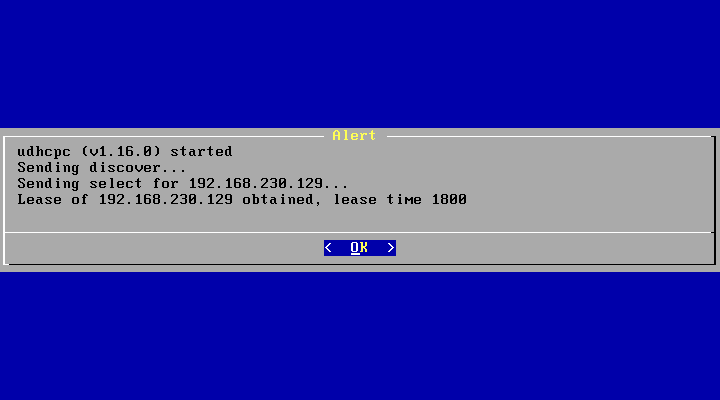 Alert
udhcpc (v1.16.0) started
Sending discover...
Sending select for 192.168.230.129...
Lease of 192.168.230.129 obtained, lease time 1800
< OK >